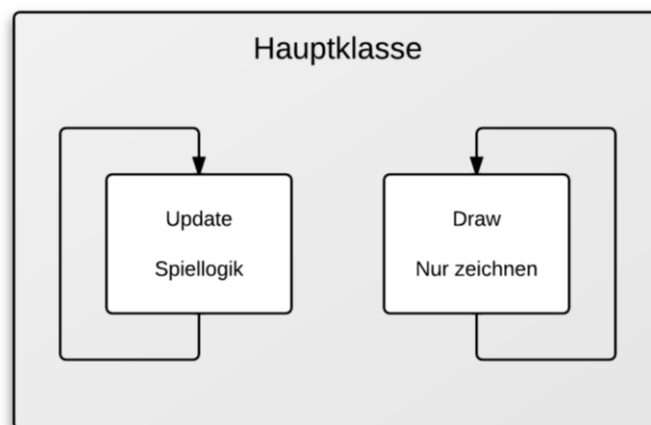 Hauptklasse
Update
Spiellogik
Draw
Nur zeichnen